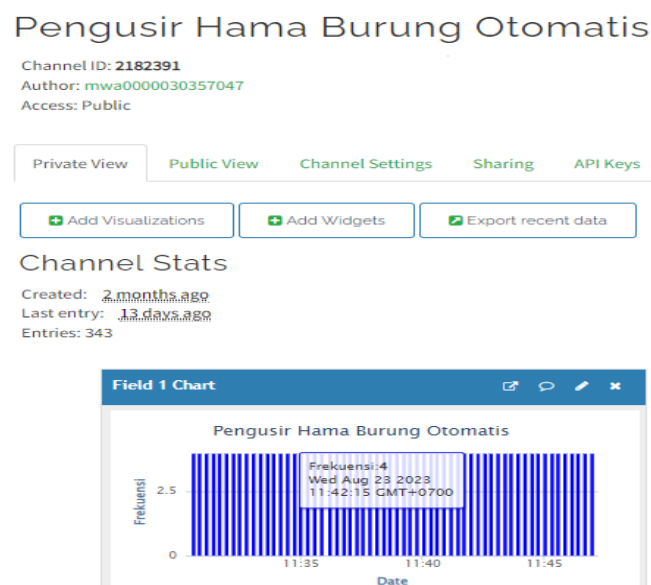 Pengusir Hama Burung Otomatis
Channel ID: 2182391
Author: mwa0000030357047
Access: Public
Private View Public View Channel Settings Sharing API Keys
Add Visualizations Add Widgets Export recent data
Channel Stats
Created: 2 months ago
Last entry: 13 days ago
Entries: 343
Field 1 Chart
Pengusir Hama Burung Otomatis
Frekuensi:4
Wed Aug 23 2023
11:42:15 GMT+0700
Frekuensi
2.5
0
11:35 11:40 11:45
Date